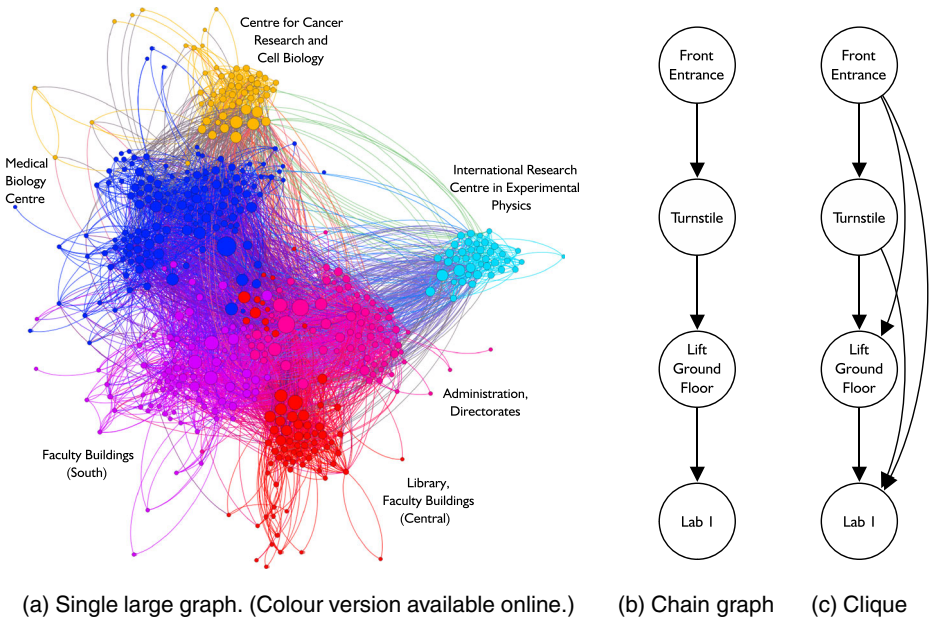 Centre for Cancer
Research and
Cell Biology
Medical
Biology
Centre
International Research
Centre in Experimental
Physics
Administration,
Directorates
Faculty Buildings
(South)
Library,
Faculty Buildings
(Central)
(a) Single large graph. (Colour version available online.)
Front
Entrance
Turnstile
Lift
Ground
Floor
Lab 1
(b) Chain graph
Front
Entrance
Turnstile
Lift
Ground
Floor
Lab 1
(c) Clique